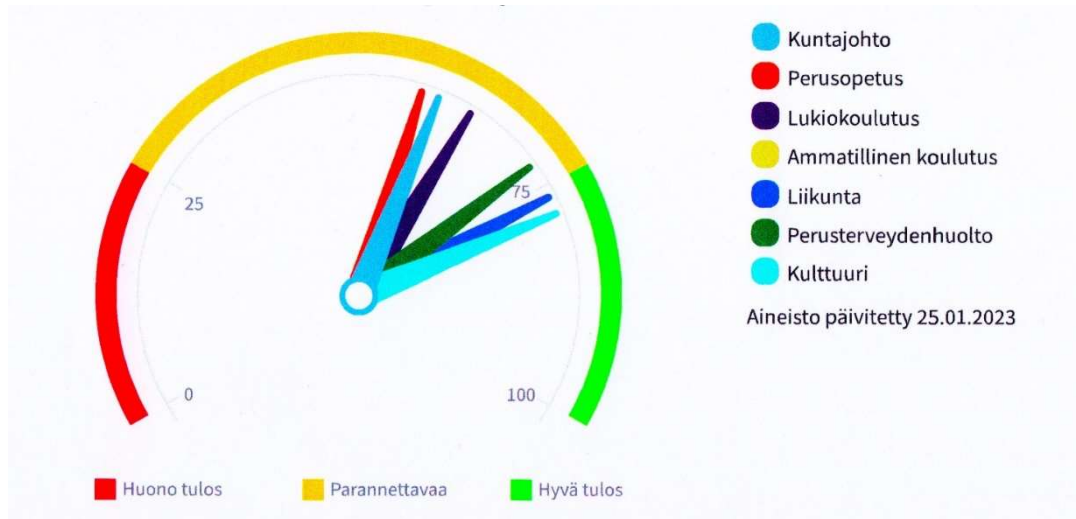 Kuntajohto
Perusopetus
Lukiokoulutus
Ammatillinen koulutus
Liikunta
Perusterveydenhuolto
Kulttuuri
Aineisto päivitetty 25.01.2023
25
75
0
100
Huono tulos
Parannettavaa
Hyvä tulos